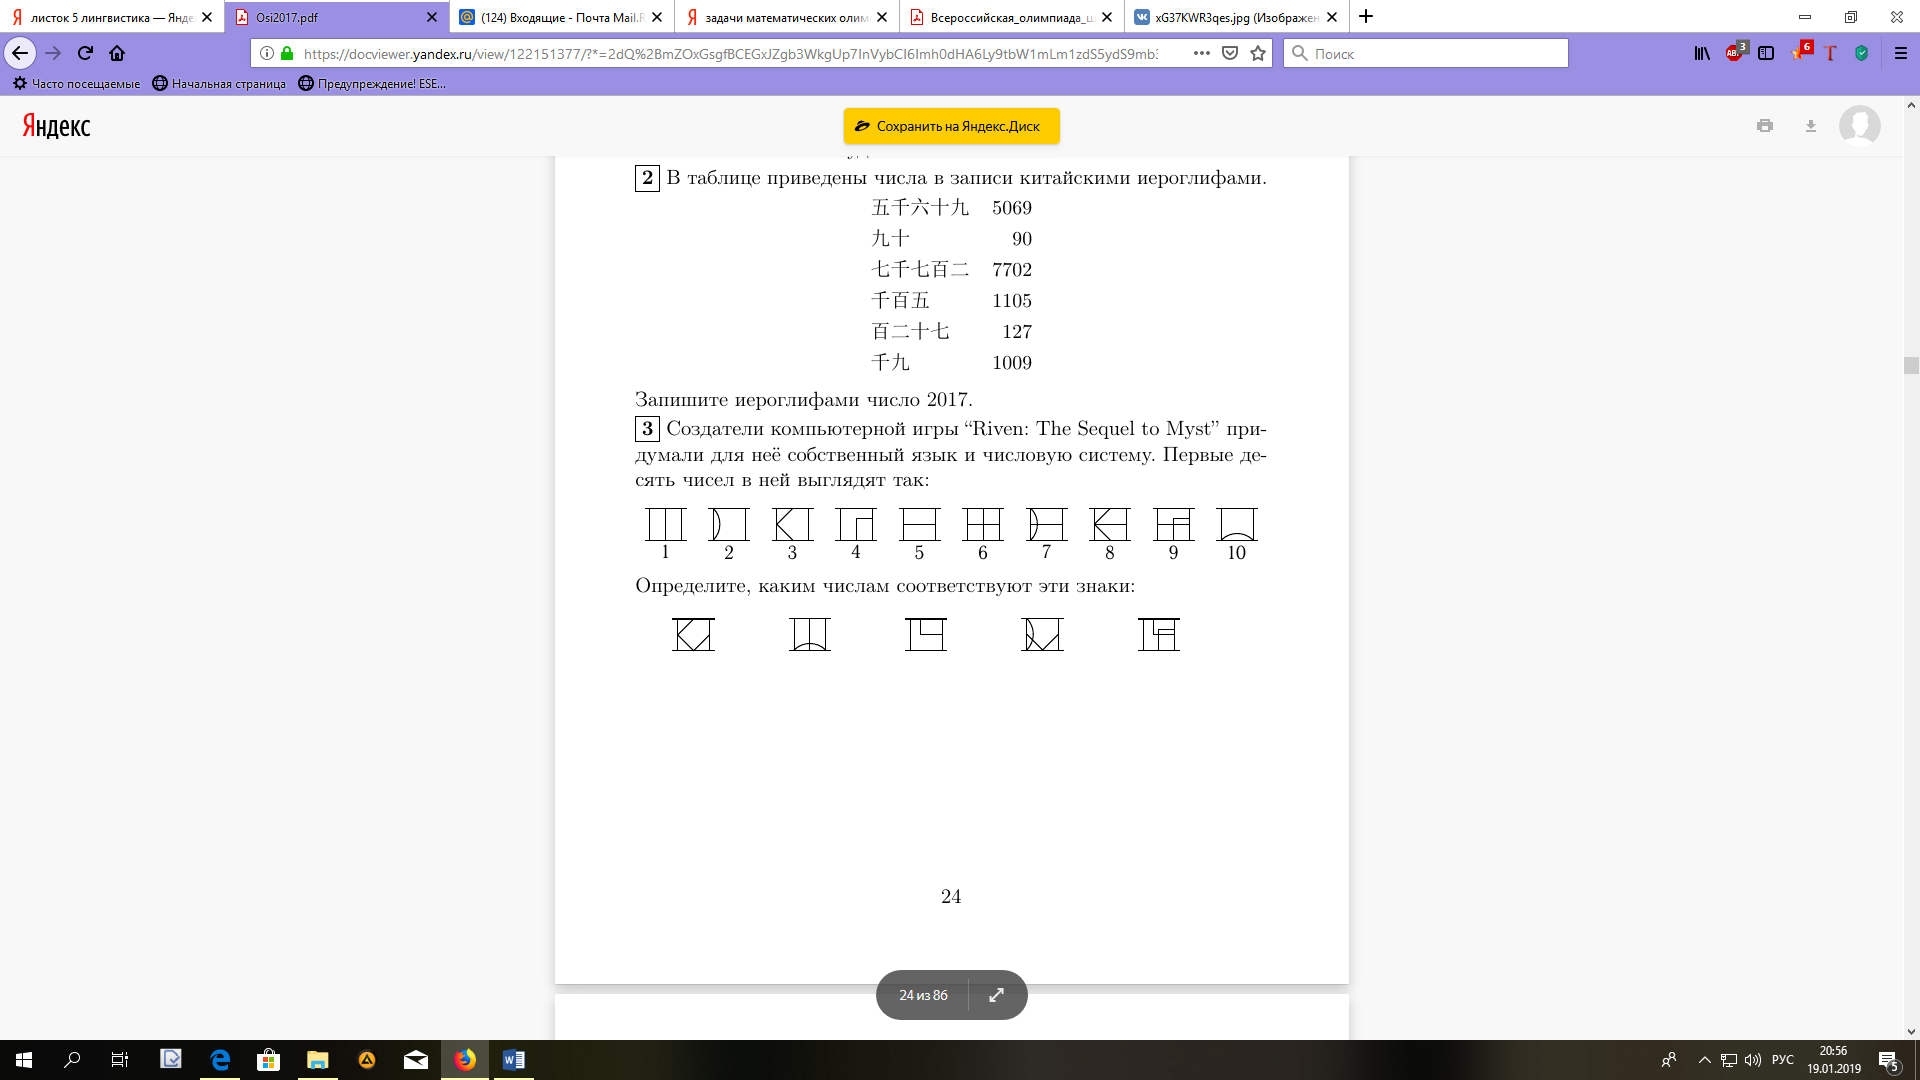 листок 5 лингвистика — Янде
Osi2017.pdf
(124) Входящие - Почта Mail.R
задачи математических олим
Всероссийская_олимпиада_ш
xG37KWR3qes.jpg (Изображен
https://docviewer.yandex.ru/view/122151377/?*=2dQ%2BmZOxGsgfBCEGxJZgb3WkgUp7InVybCI6Imh0dHA6Ly9tbW1mLm1zdS5ydS9mb3
Поиск
3
6
Часто посещаемые
Начальная страница
Предупреждение! ESE...
Яндекс
Сохранить на Яндекс.Диск
2 В таблице приведены числа в записи китайскими иероглифами.
五千六十九 5069
九十 90
七千七百二 7702
千百五 1105
百二十七 127
千九 1009
Запишите иероглифами число 2017.
3 Создатели компьютерной игры “Riven: The Sequel to Myst” при-
думали для неё собственный язык и числовую систему. Первые де-
сять чисел в ней выглядят так:
1 2 3 4 5 6 7 8 9 10
Определите, каким числам соответствуют эти знаки:
24
24 из 86
РУС
20:56
19.01.2019
5